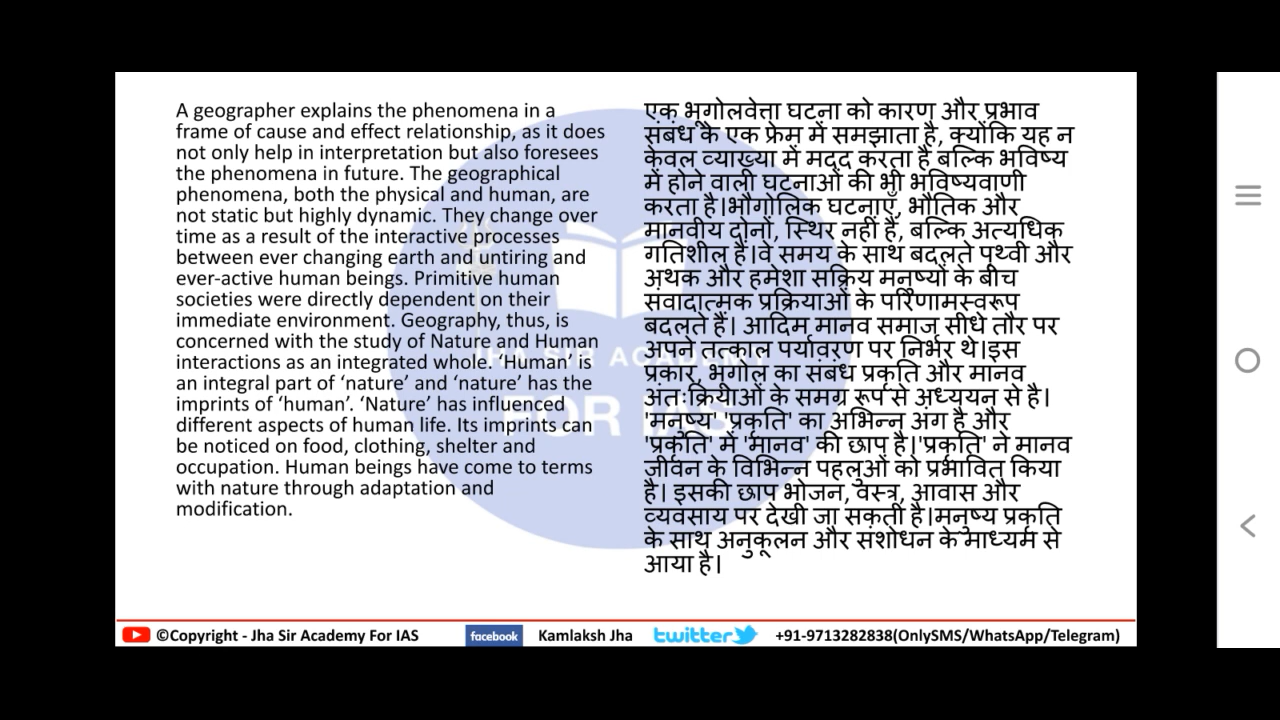 A geographer explains the phenomena in a
frame of cause and effect relationship, as it does
not only help in interpretation but also foresees
the phenomena in future. The geographical
phenomena, both the physical and human, are
not static but highly dynamic. They change over
time as a result of the interactive processes
between ever changing earth and untiring and
ever-active human beings. Primitive human
societies were directly dependent on their
immediate environment. Geography, thus, is
concerned with the study of Nature and Human
interactions as an integrated whole. ‘Human’ is
an integral part of ‘nature’ and ‘nature’ has the
imprints of ‘human’. ‘Nature’ has influenced
different aspects of human life. Its imprints can
be noticed on food, clothing, shelter and
occupation. Human beings have come to terms
with nature through adaptation and
modification.
एक भूगोलवेत्ता घटना को कारण और प्रभाव
संबंध के एक फ्रेम में समझाता है, क्योंकि यह न
केवल व्याख्या में मदद करता है बल्कि भविष्य
में होने वाली घटनाओं की भी भविष्यवाणी
करता है।भौगोलिक घटनाएं, भौतिक और
मानवीय दोनों, स्थिर नहीं हैं, बल्कि अत्यधिक
गतिशील हैं।वे समय के साथ बदलते पृथ्वी और
अथक और हमेशा सक्रिय मनुष्यों के बीच
संवादात्मक प्रक्रियाओं के परिणामस्वरूप
बदलते हैं। आदिम मानव समाज सीधे तौर पर
अपने तत्काल पर्यावरण पर निर्भर थे।इस
प्रकार, भूगोल का संबंध प्रकृति और मानव
अंतःक्रियाओं के समग्र रूप से अध्ययन से है।
'मनुष्य' 'प्रकृति' का अभिन्न अंग है और
'प्रकृति' में 'मानव' की छाप है।'प्रकृति' ने मानव
जीवन के विभिन्न पहलुओं को प्रभावित किया
है। इसकी छाप भोजन, वस्त्र, आवास और
व्यवसाय पर देखी जा सकती है।मनुष्य प्रकृति
के साथ अनुकूलन और संशोधन के माध्यम से
आया है।
JHA SIR ACADEMY
FOR IAS
©Copyright - Jha Sir Academy For IAS facebook Kamlaksh Jha twitter +91-9713282838(OnlySMS/WhatsApp/Telegram)